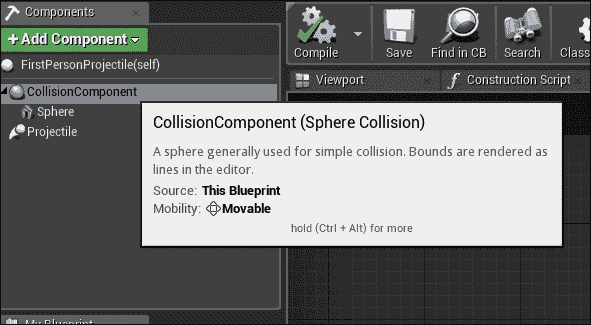 Components
+ Add Component
FirstPersonProjectile(self)
CollisionComponent
Sphere
Projectile
My Blueprint
Compile
Save
Find in CB
Search
Class
Viewport
Construction Script
CollisionComponent (Sphere Collision)
A sphere generally used for simple collision. Bounds are rendered as
lines in the editor.
Source: This Blueprint
Mobility: Movable
hold (Ctrl + Alt) for more